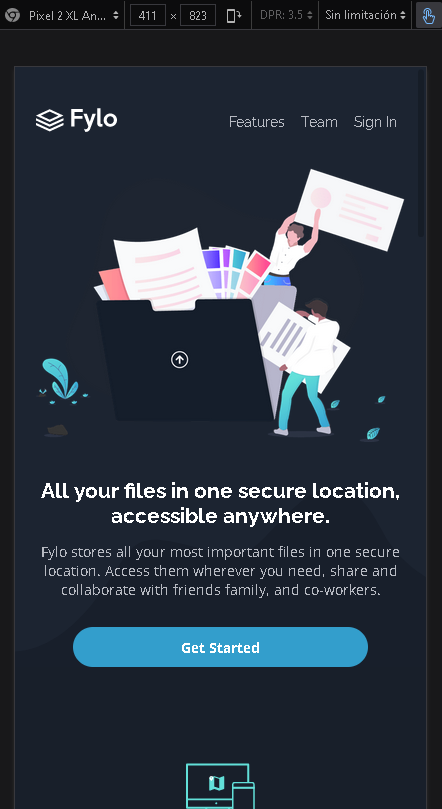 Pixel 2 XL An... 411 × 823 DPR: 3.5 Sin limitación
Fylo Features Team Sign In
All your files in one secure location,
accessible anywhere.
Fylo stores all your most important files in one secure
location. Access them wherever you need, share and
collaborate with friends family, and co-workers.
Get Started